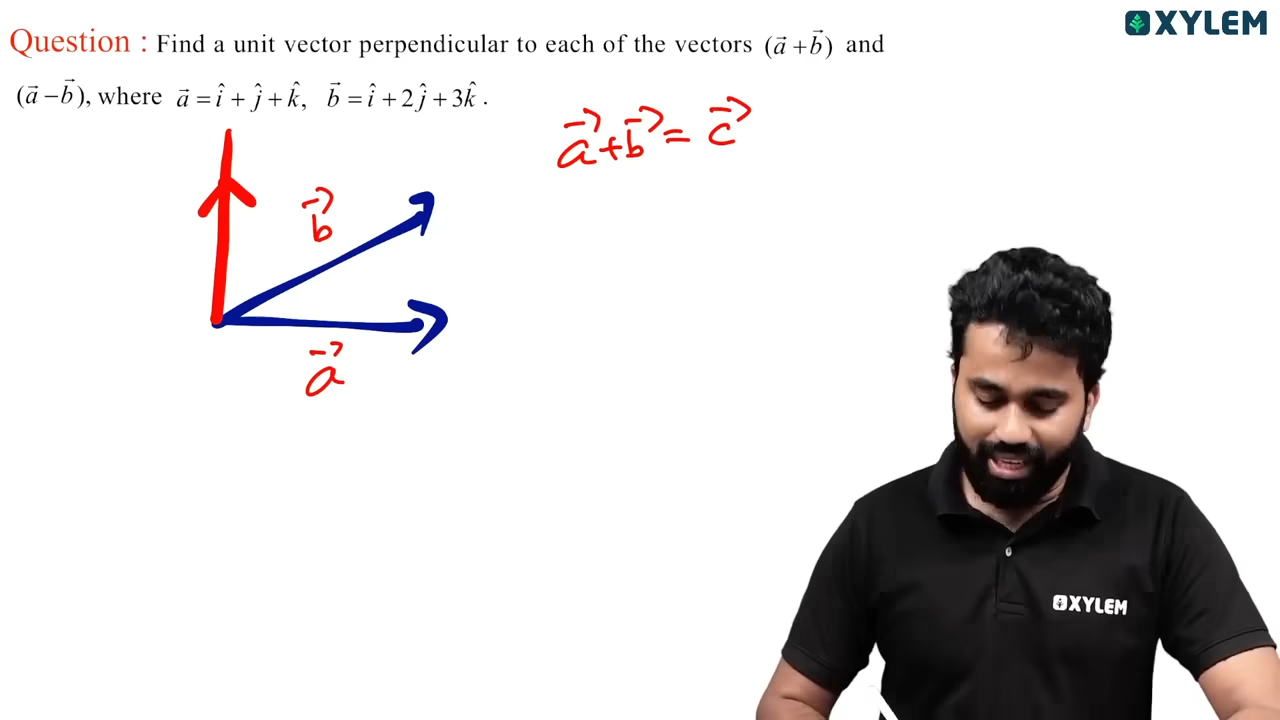 XYLEM
Question : Find a unit vector perpendicular to each of the vectors (a⃗ + b⃗) and
(a⃗ − b⃗), where a⃗ = î + ĵ + k̂, b⃗ = î + 2ĵ + 3k̂ .
a⃗ + b⃗ = c⃗
b⃗
a⃗
XYLEM